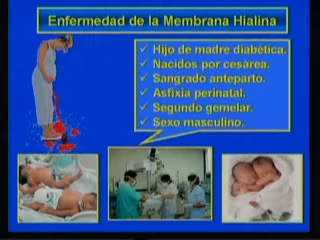 Enfermedad de la Membrana Hialina
✓ Hijo de madre diabética.
✓ Nacidos por cesárea.
✓ Sangrado anteparto.
✓ Asfixia perinatal.
✓ Segundo gemelar.
✓ Sexo masculino.